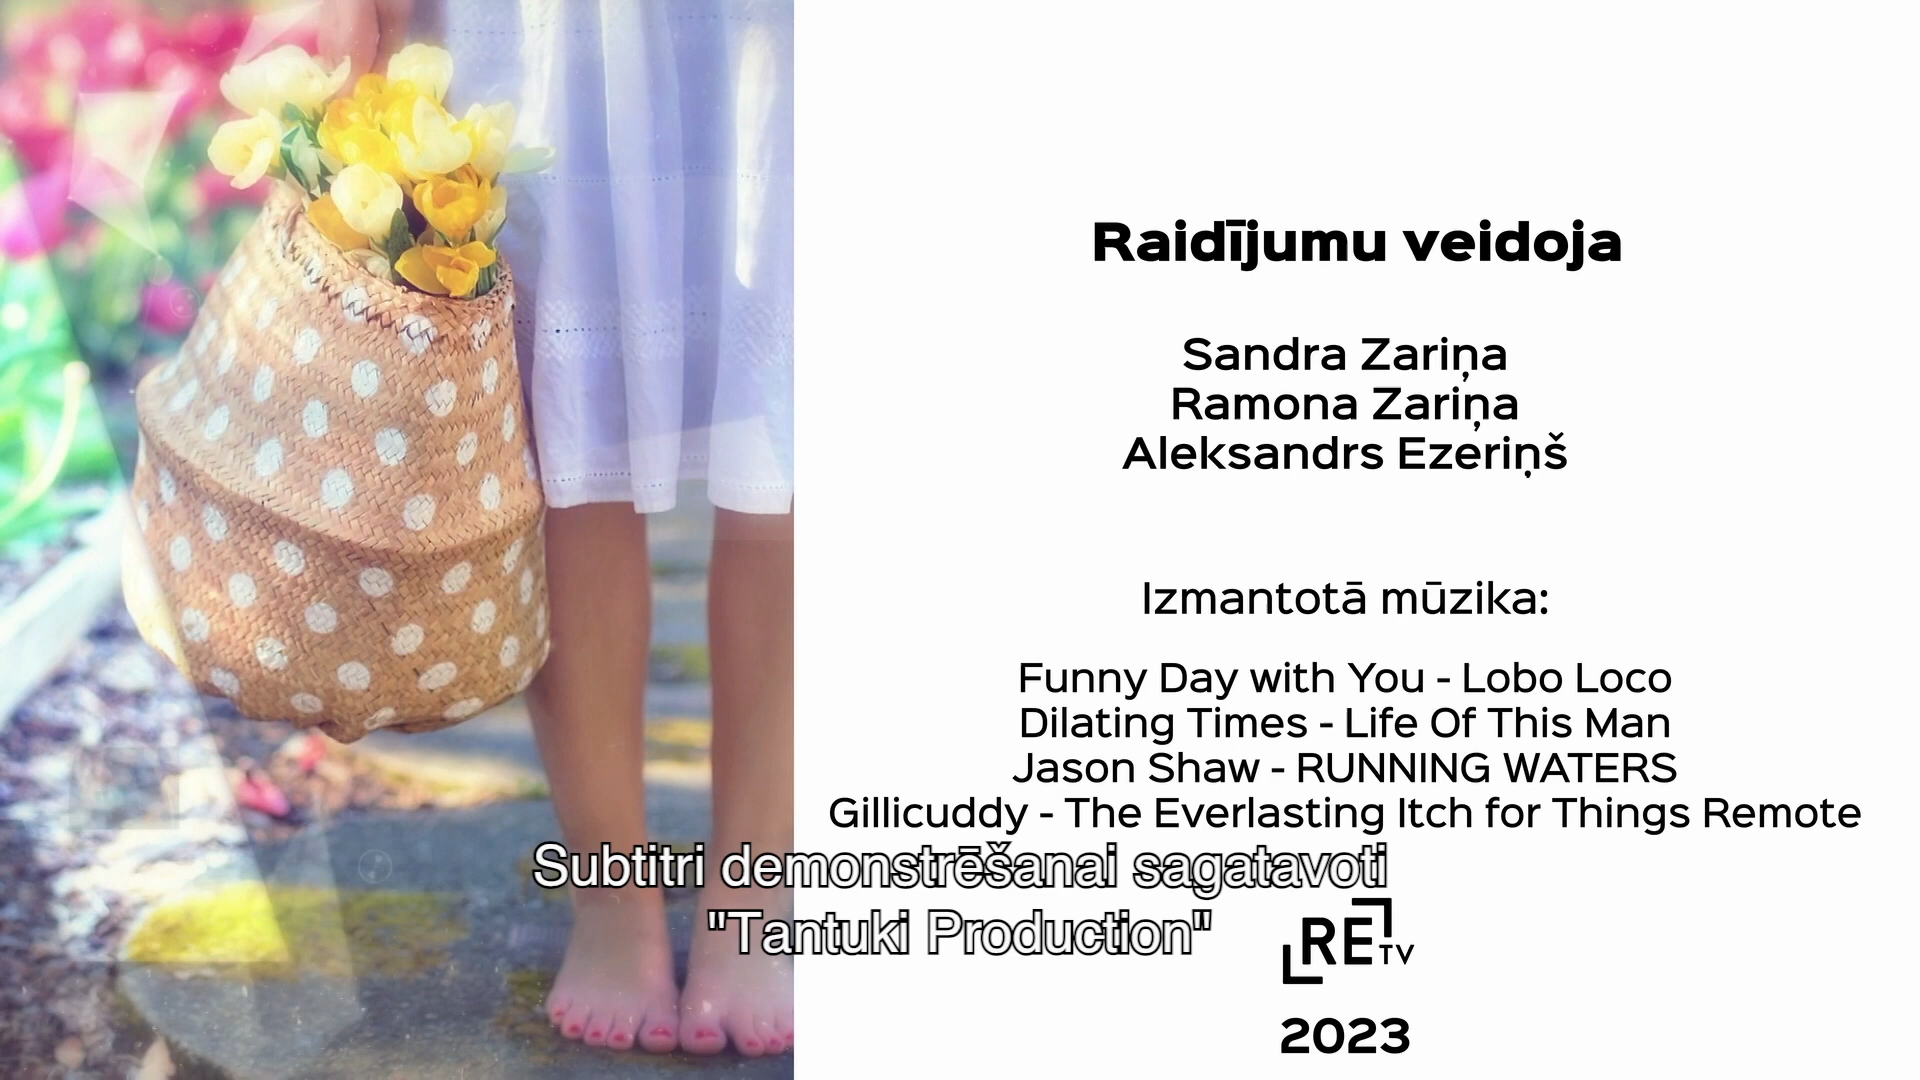 Raidījumu veidoja
Sandra Zariņa
Ramona Zariņa
Aleksandrs Ezeriņš
Izmantotā mūzika:
Funny Day with You - Lobo Loco
Dilating Times - Life Of This Man
Jason Shaw - RUNNING WATERS
Gillicuddy - The Everlasting Itch for Things Remote
Subtitri demonstrēšanai sagatavoti
"Tantuki Production"
RE TV
2023